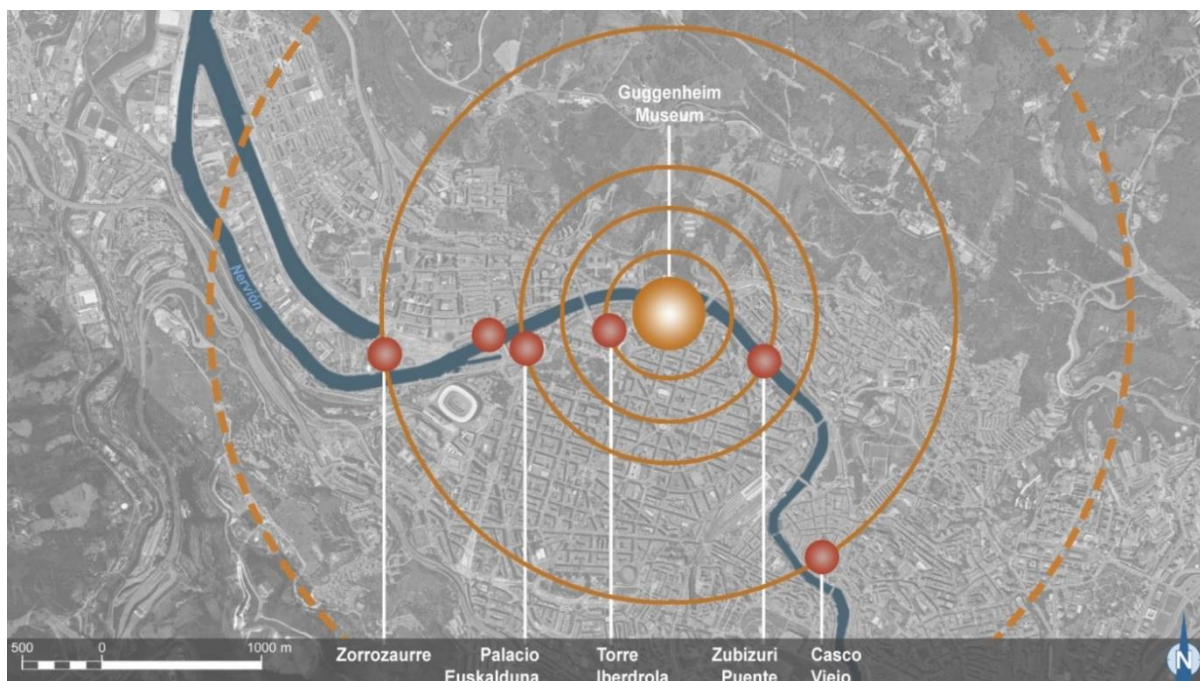 Guggenheim
Museum
Nervión
500 0 1000 m
Zorrozaurre
Palacio
Euskalduna
Torre
Iberdrola
Zubizuri
Puente
Casco
Viejo
N